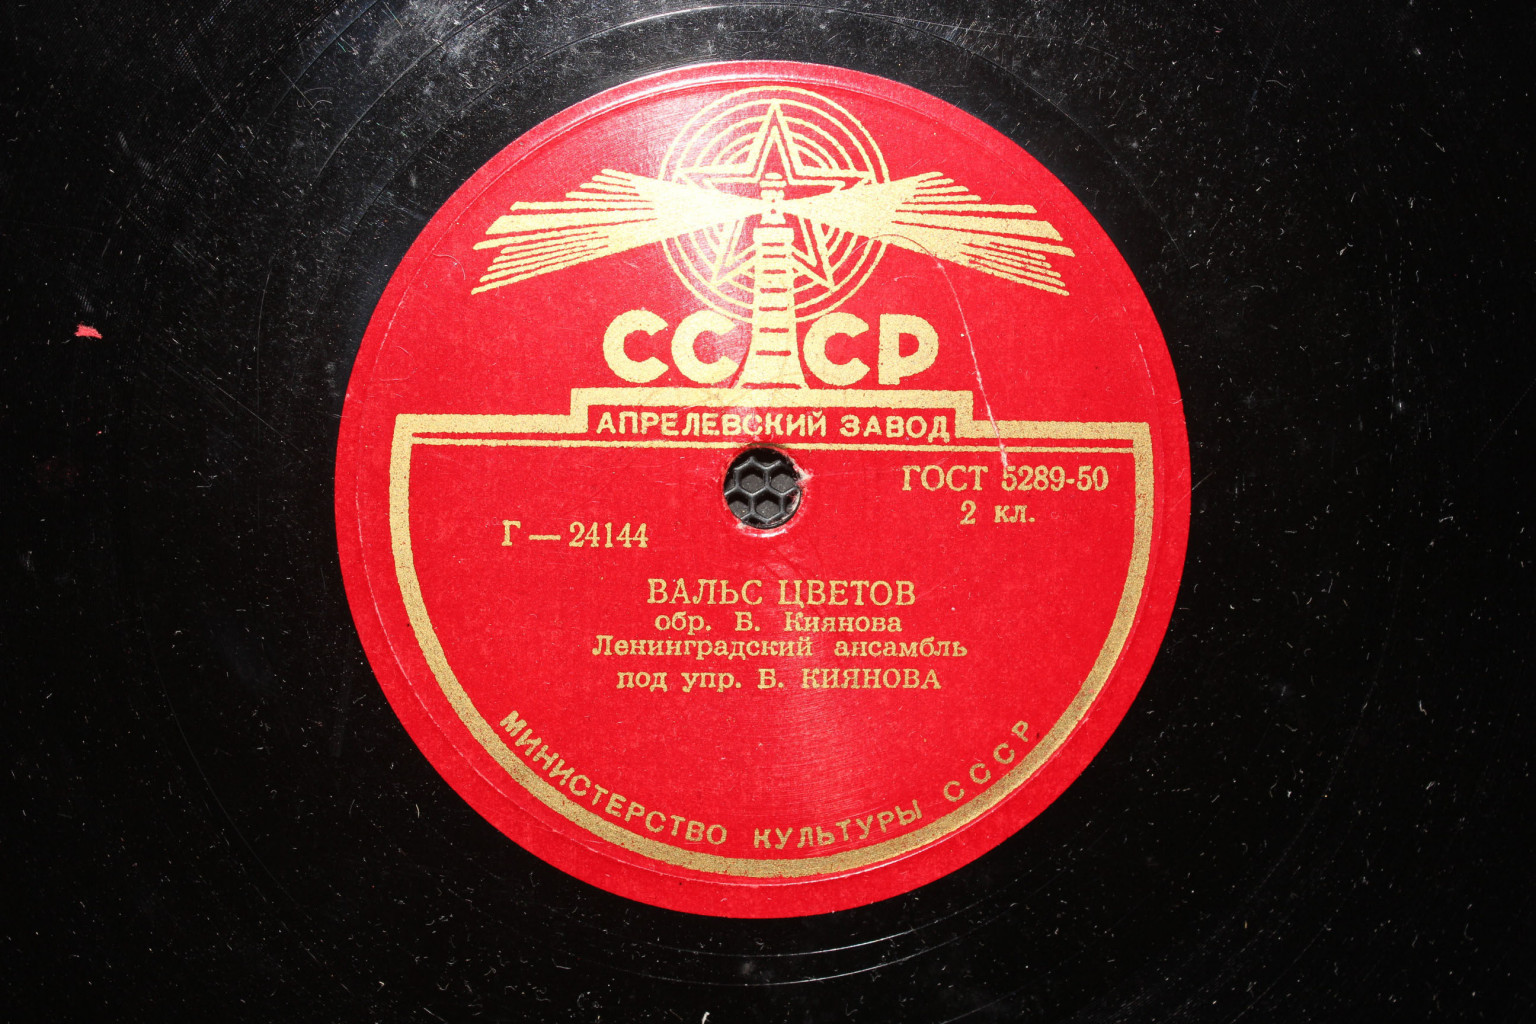 СССР
АПРЕЛЕВСКИЙ ЗАВОД
ГОСТ 5289-50
2 кл.
Г — 24144
ВАЛЬС ЦВЕТОВ
обр. Б. Киянова
Ленинградский ансамбль
под упр. Б. КИЯНОВА
МИНИСТЕРСТВО КУЛЬТУРЫ СССР